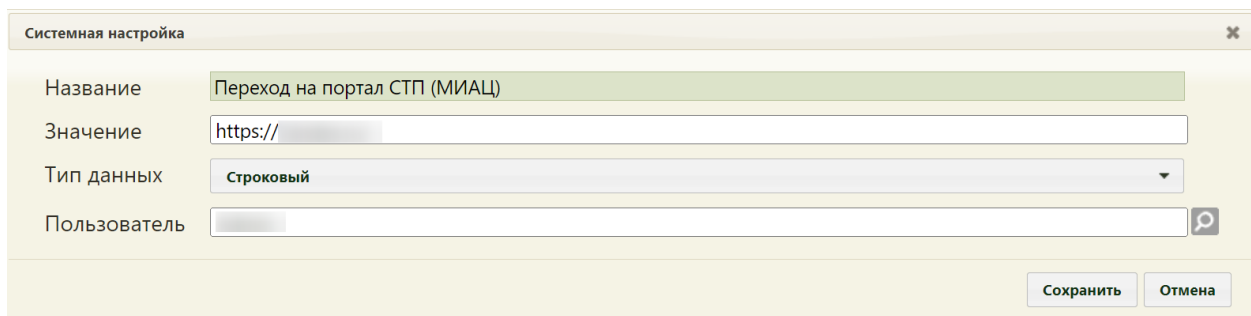 Системная настройка
Название Переход на портал СТП (МИАЦ)
Значение https://
Тип данных Строковый
Пользователь
Сохранить Отмена